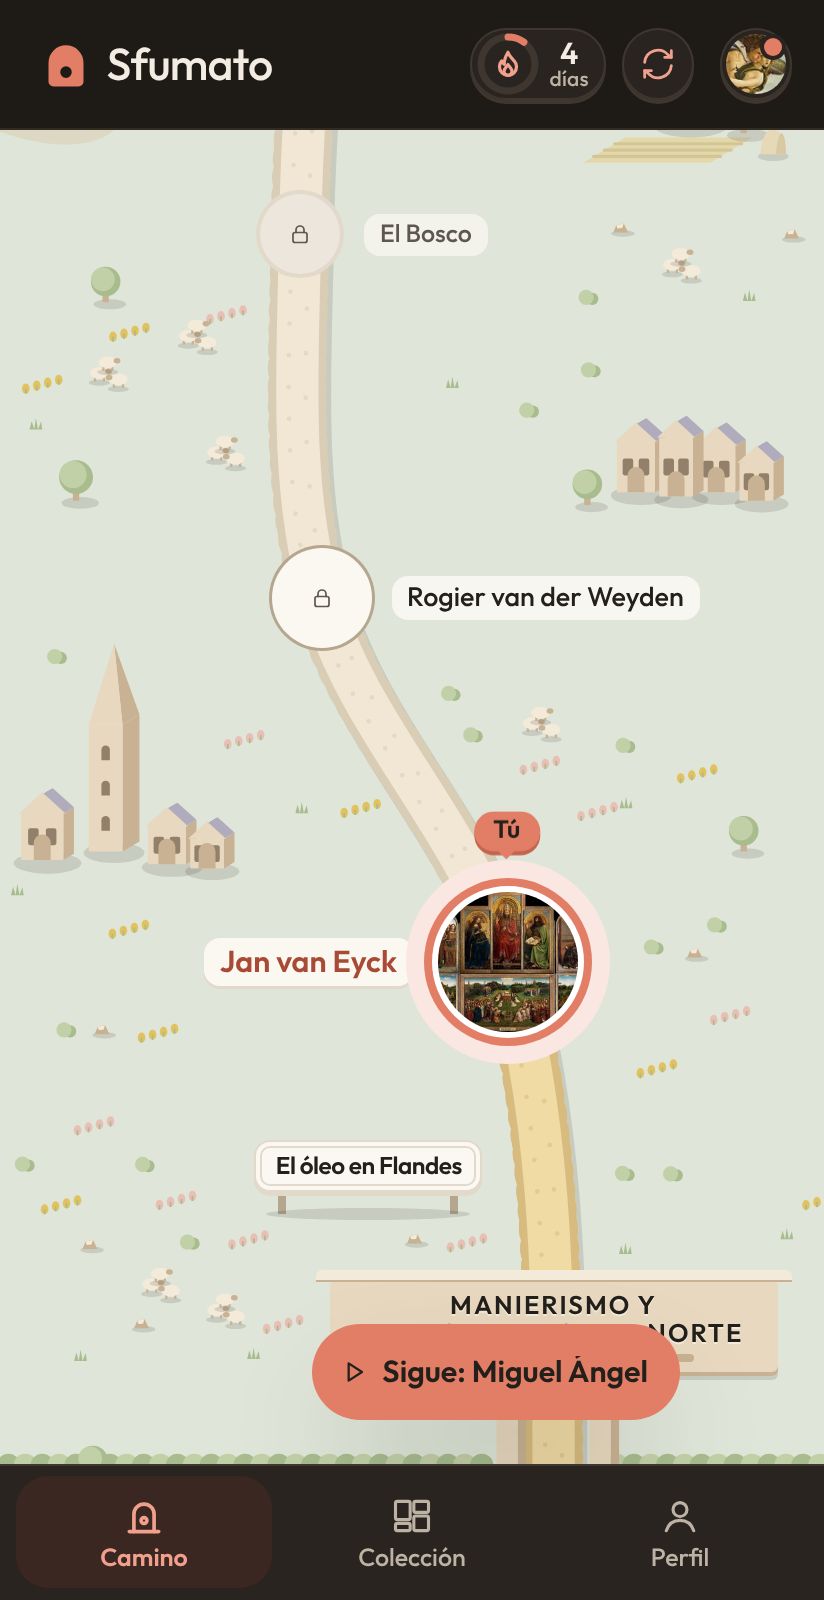 Sfumato
4
días
El Bosco
Rogier van der Weyden
Tú
Jan van Eyck
El óleo en Flandes
MANIERISMO Y
NORTE
Sigue: Miguel Ángel
Camino
Colección
Perfil